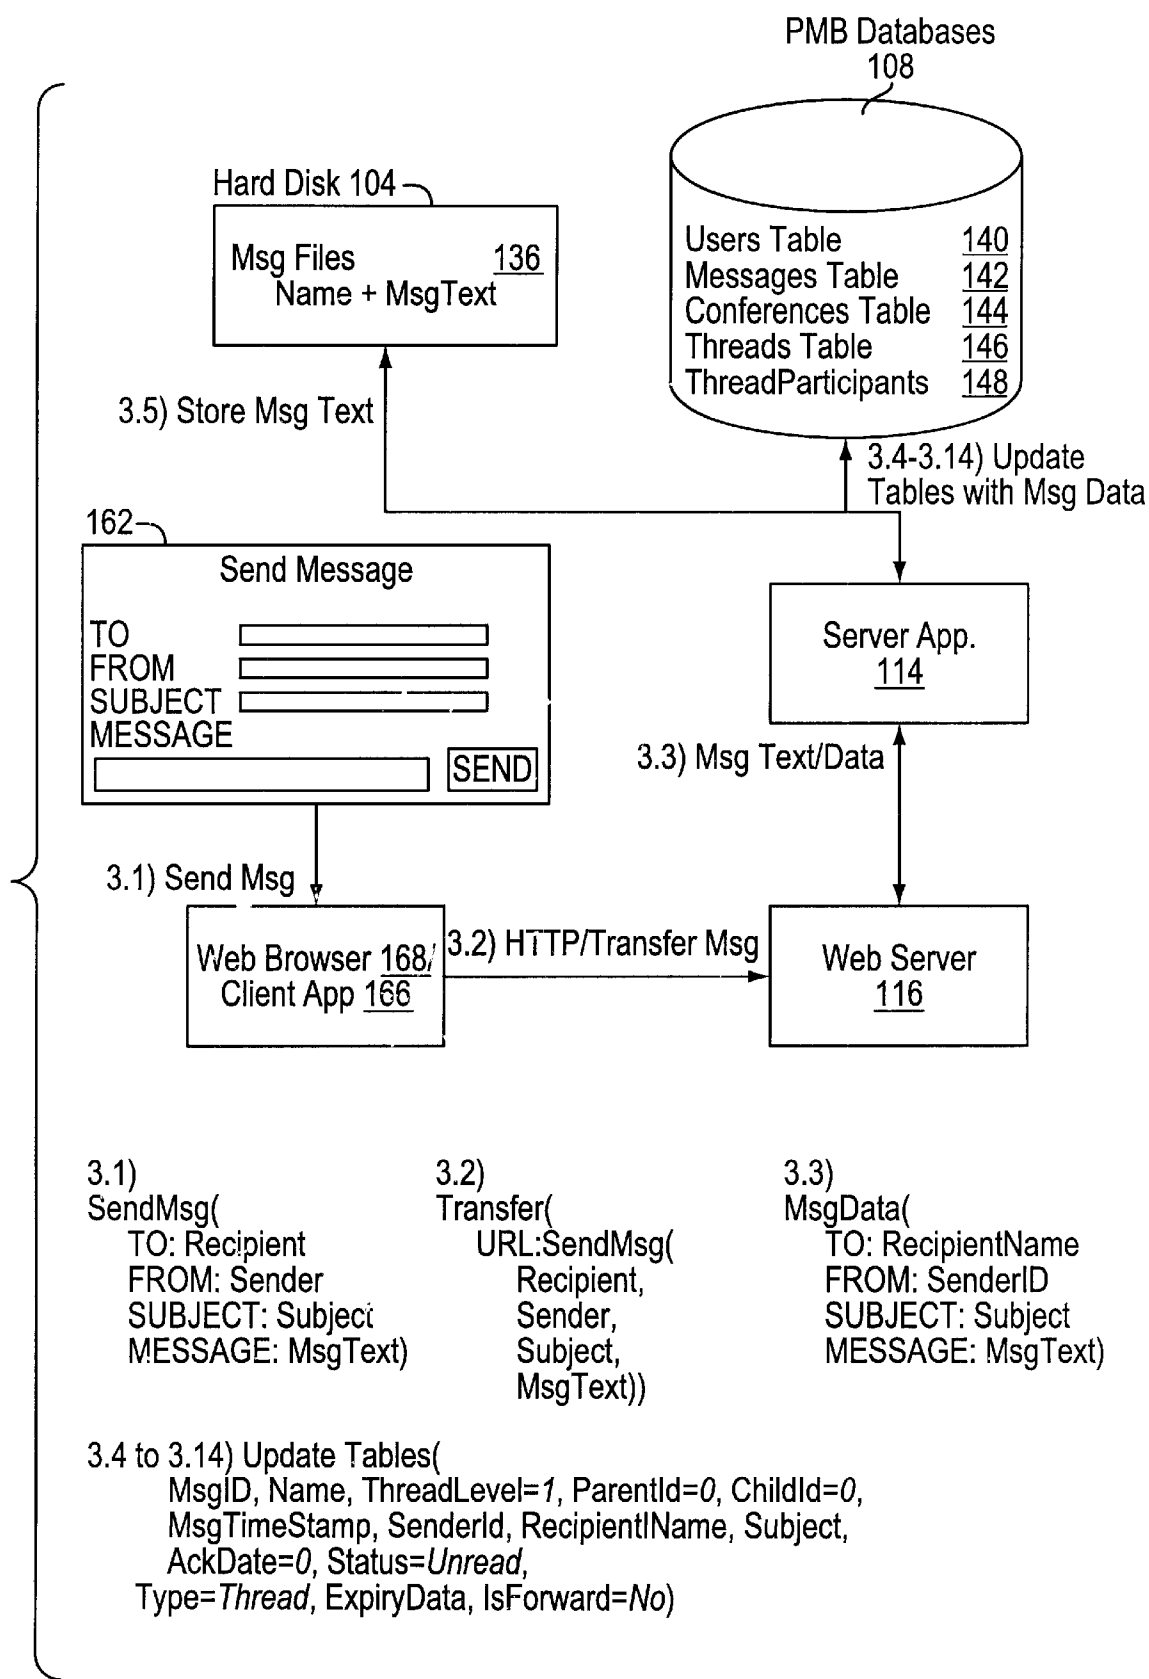 PMB Databases
108
Hard Disk 104
Msg Files 136
Name + MsgText
Users Table 140
Messages Table 142
Conferences Table 144
Threads Table 146
ThreadParticipants 148
3.5) Store Msg Text
3.4-3.14) Update
Tables with Msg Data
162
Send Message
TO
FROM
SUBJECT
MESSAGE
SEND
Server App.
114
3.3) Msg Text/Data
3.1) Send Msg
Web Browser 168/
Client App 166
3.2) HTTP/Transfer Msg
Web Server
116
3.1)
SendMsg(
TO: Recipient
FROM: Sender
SUBJECT: Subject
MESSAGE: MsgText)
3.2)
Transfer(
URL:SendMsg(
Recipient,
Sender,
Subject,
MsgText))
3.3)
MsgData(
TO: RecipientName
FROM: SenderID
SUBJECT: Subject
MESSAGE: MsgText)
3.4 to 3.14) Update Tables(
MsgID, Name, ThreadLevel=1, ParentId=0, ChildId=0,
MsgTimeStamp, SenderId, RecipientIName, Subject,
AckDate=0, Status=Unread,
Type=Thread, ExpiryData, IsForward=No)